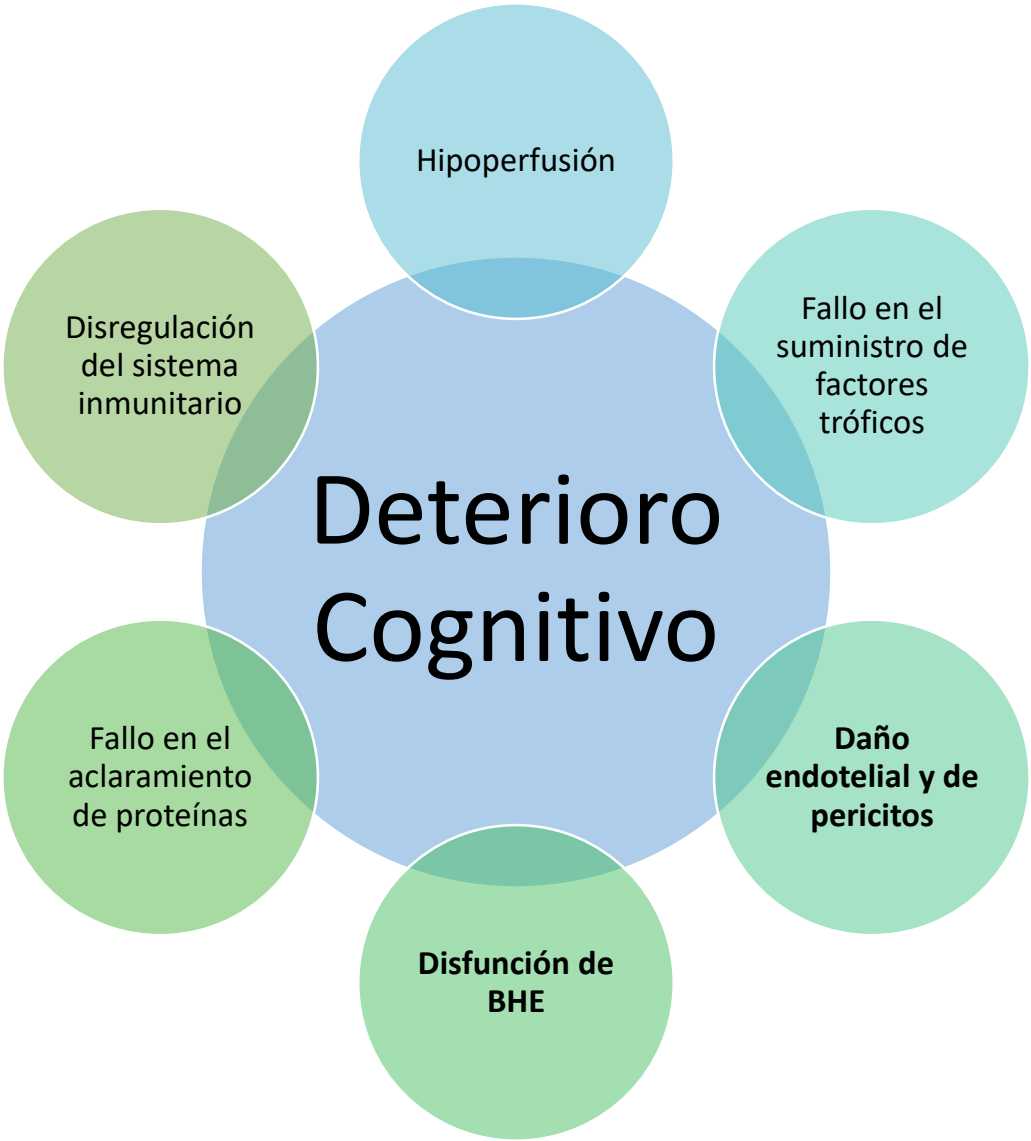 Hipoperfusión
Fallo en el
suministro de
factores
tróficos
Daño
endotelial y de
pericitos
Disfunción de
BHE
Fallo en el
aclaramiento
de proteínas
Disregulación
del sistema
inmunitario
Deterioro
Cognitivo